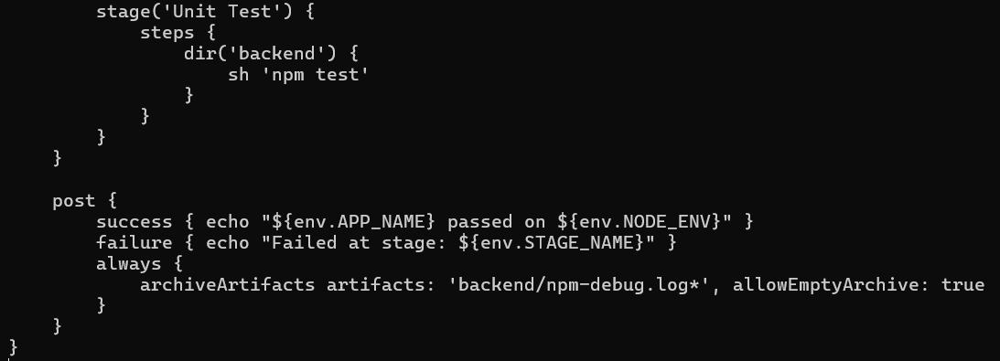 stage('Unit Test') {
            steps {
                dir('backend') {
                    sh 'npm test'
                }
            }
        }
    }

    post {
        success { echo "${env.APP_NAME} passed on ${env.NODE_ENV}" }
        failure { echo "Failed at stage: ${env.STAGE_NAME}" }
        always {
            archiveArtifacts artifacts: 'backend/npm-debug.log*', allowEmptyArchive: true
        }
    }
}